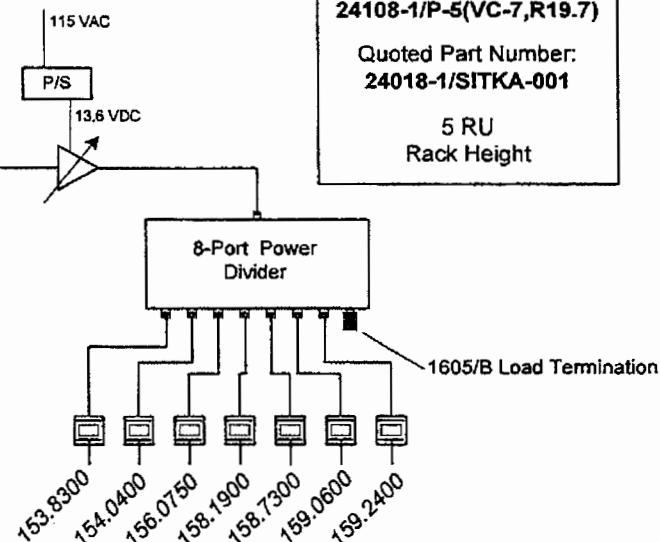 24108-1/P-5(VC-7,R19.7)
Quoted Part Number:
24018-1/SITKA-001
5 RU
Rack Height
115 VAC
P/S
13.6 VDC
8-Port Power
Divider
1605/B Load Termination
153.8300
154.0400
156.0750
158.1900
158.7300
159.0600
159.2400